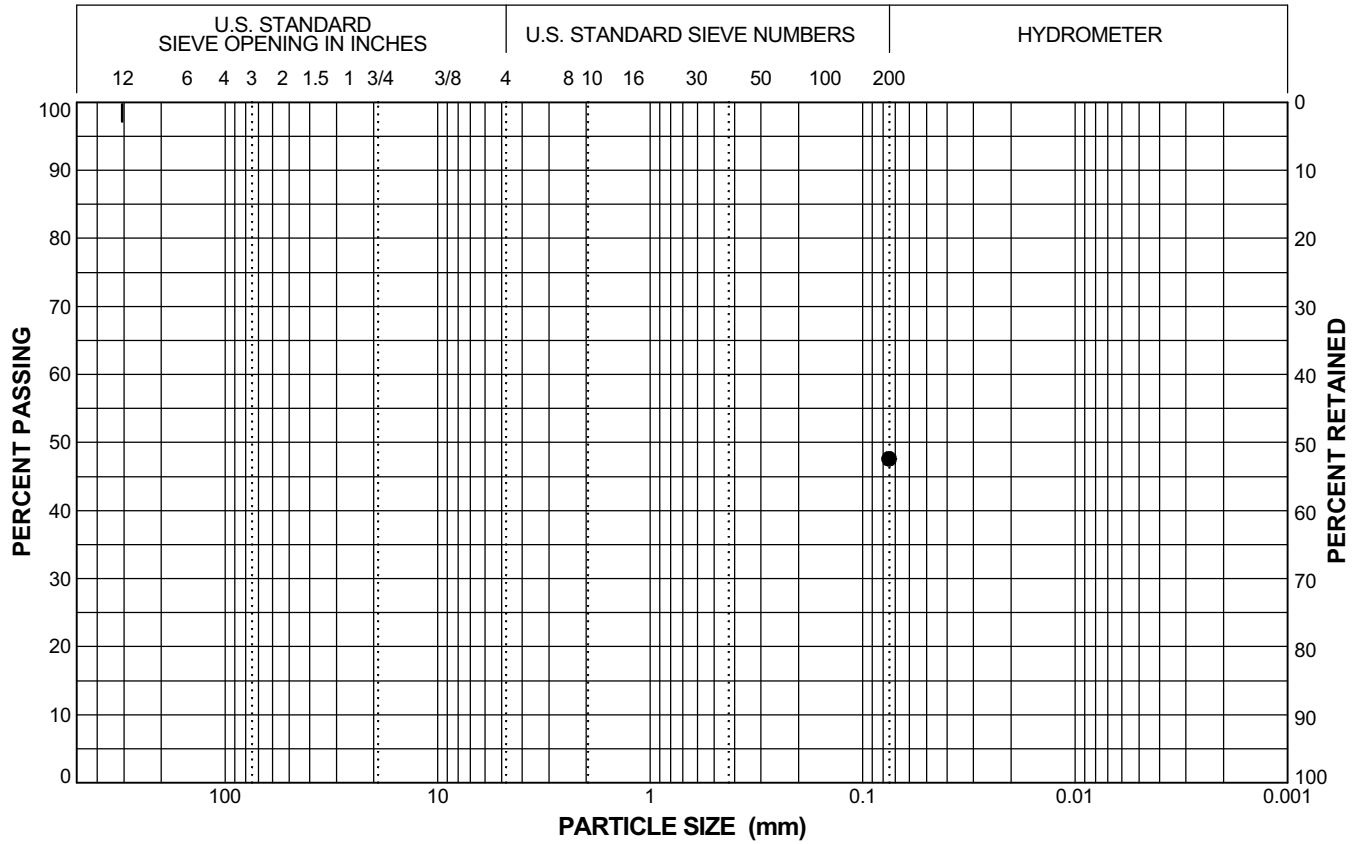 U.S. STANDARD
SIEVE OPENING IN INCHES
U.S. STANDARD SIEVE NUMBERS
HYDROMETER
12 6 4 3 2 1.5 1 3/4 3/8 4 8 10 16 30 50 100 200
100 0
90 10
80 20
70 30
60 40
50 50
40 60
30 70
20 80
10 90
0 100
PERCENT PASSING
PERCENT RETAINED
100 10 1 0.1 0.01 0.001
PARTICLE SIZE (mm)